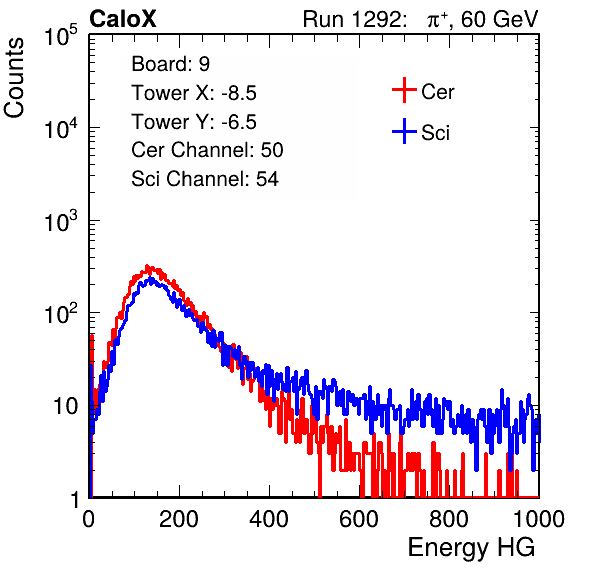 CaloX Run 1292: π⁺, 60 GeV
Counts
Board: 9
Tower X: -8.5
Tower Y: -6.5
Cer Channel: 50
Sci Channel: 54
Cer
Sci
10⁵
10⁴
10³
10²
10
1
0 200 400 600 800 1000
Energy HG